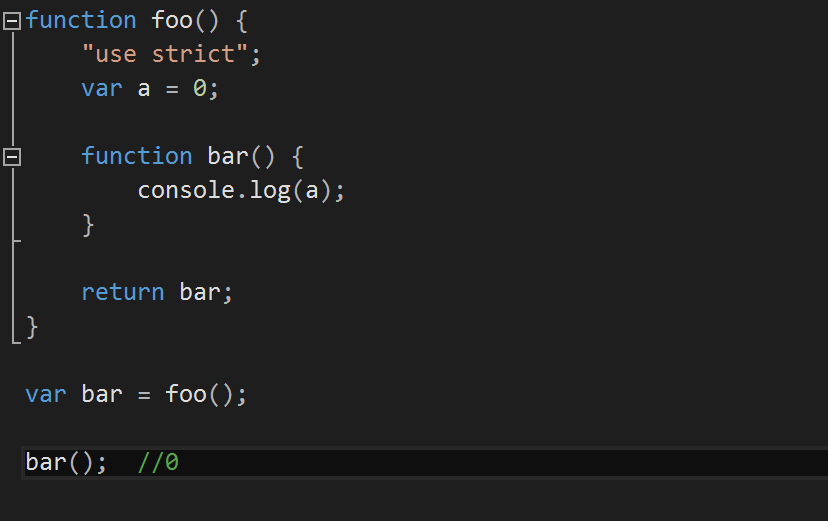 function foo() {
    "use strict";
    var a = 0;
    function bar() {
        console.log(a);
    }
    return bar;
}
var bar = foo();
bar();  //0